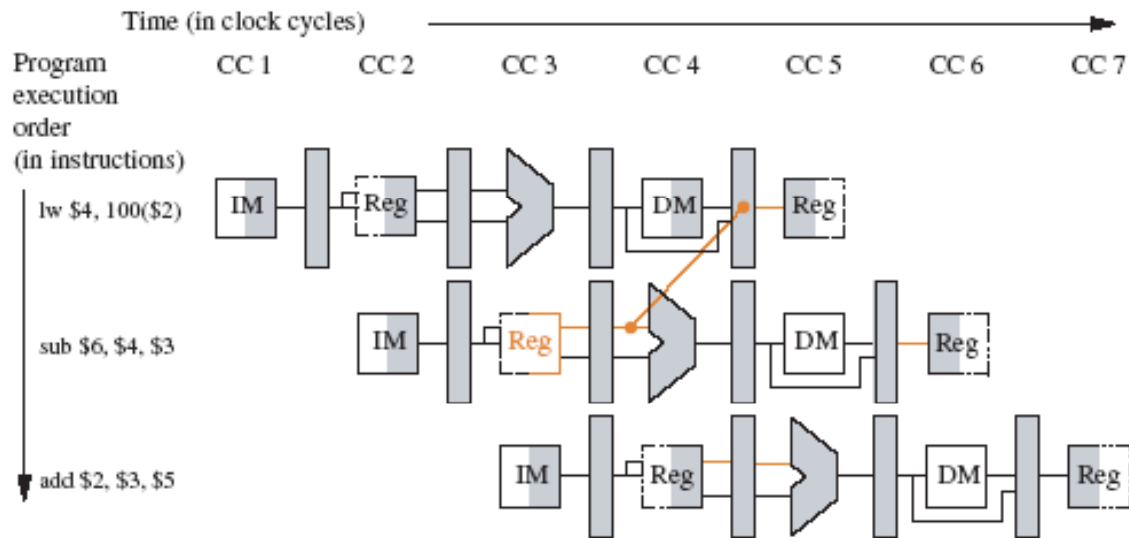 Time (in clock cycles)
Program
execution
order
(in instructions)
CC 1 CC 2 CC 3 CC 4 CC 5 CC 6 CC 7
lw $4, 100($2)
IM Reg DM Reg
sub $6, $4, $3
IM Reg DM Reg
add $2, $3, $5
IM Reg DM Reg